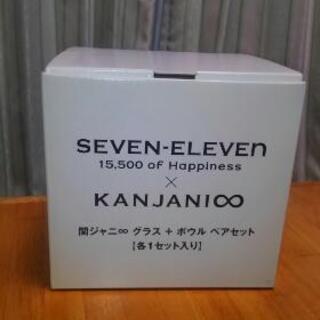 SEVEN-ELEVEn
15,500 of Happiness
×
KANJANI∞
関ジャニ∞ グラス + ボウル ペアセット
【各1セット入り】